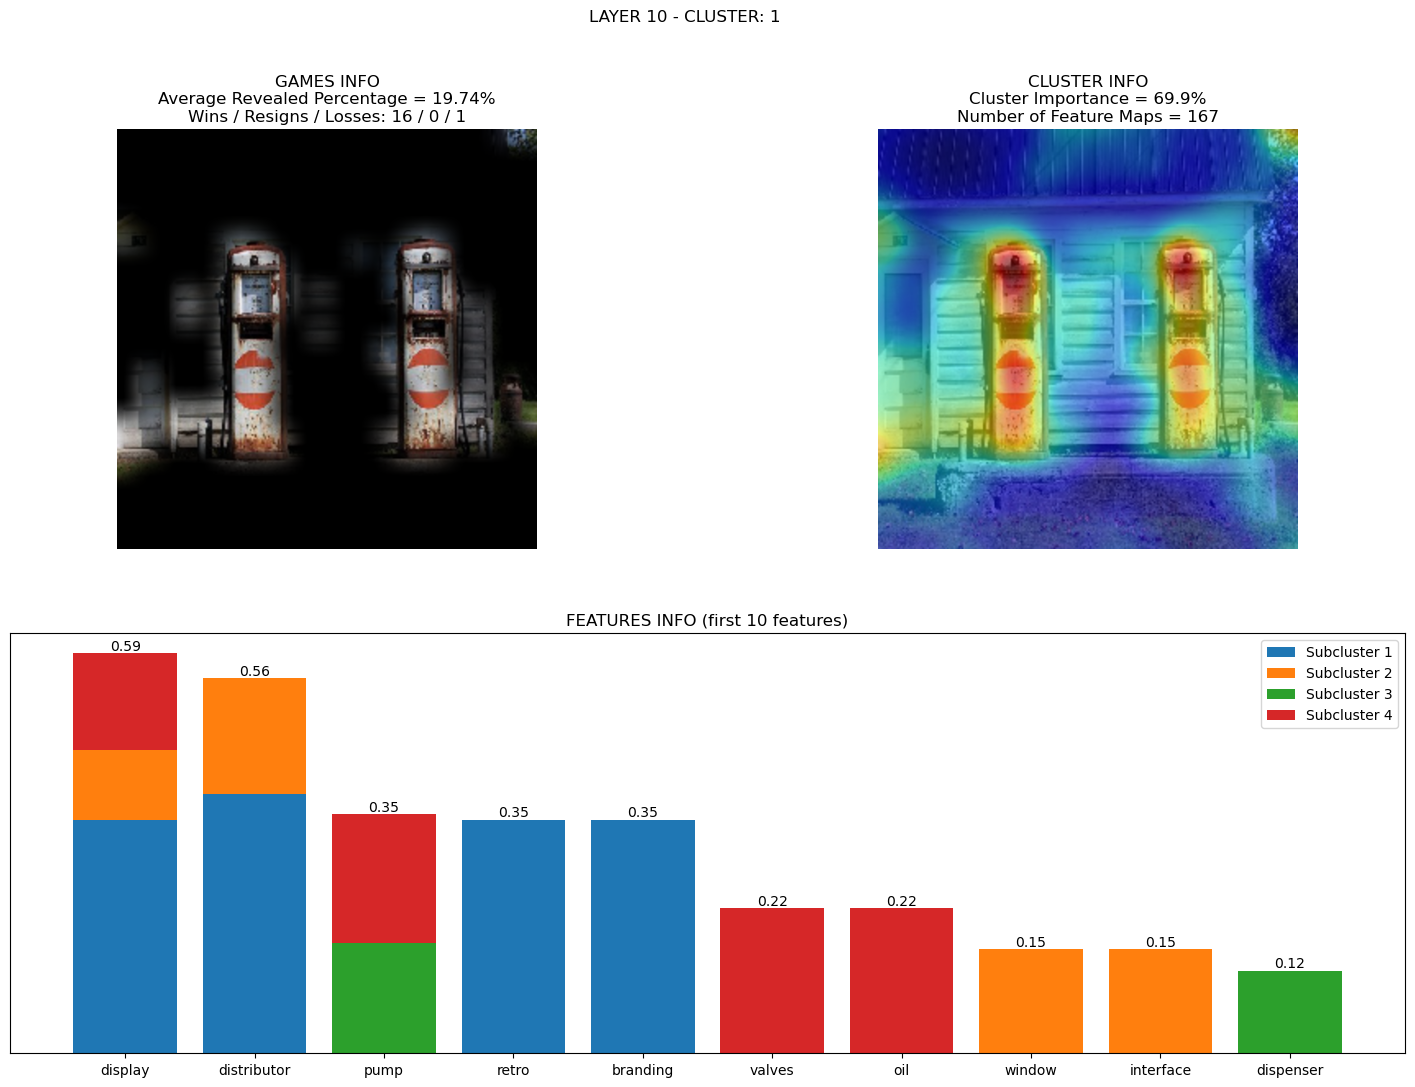 LAYER 10 - CLUSTER: 1
GAMES INFO
Average Revealed Percentage = 19.74%
Wins / Resigns / Losses: 16 / 0 / 1
CLUSTER INFO
Cluster Importance = 69.9%
Number of Feature Maps = 167
FEATURES INFO (first 10 features)
0.59
0.56
0.35
0.35
0.35
0.22
0.22
0.15
0.15
0.12
Subcluster 1
Subcluster 2
Subcluster 3
Subcluster 4
display distributor pump retro branding valves oil window interface dispenser